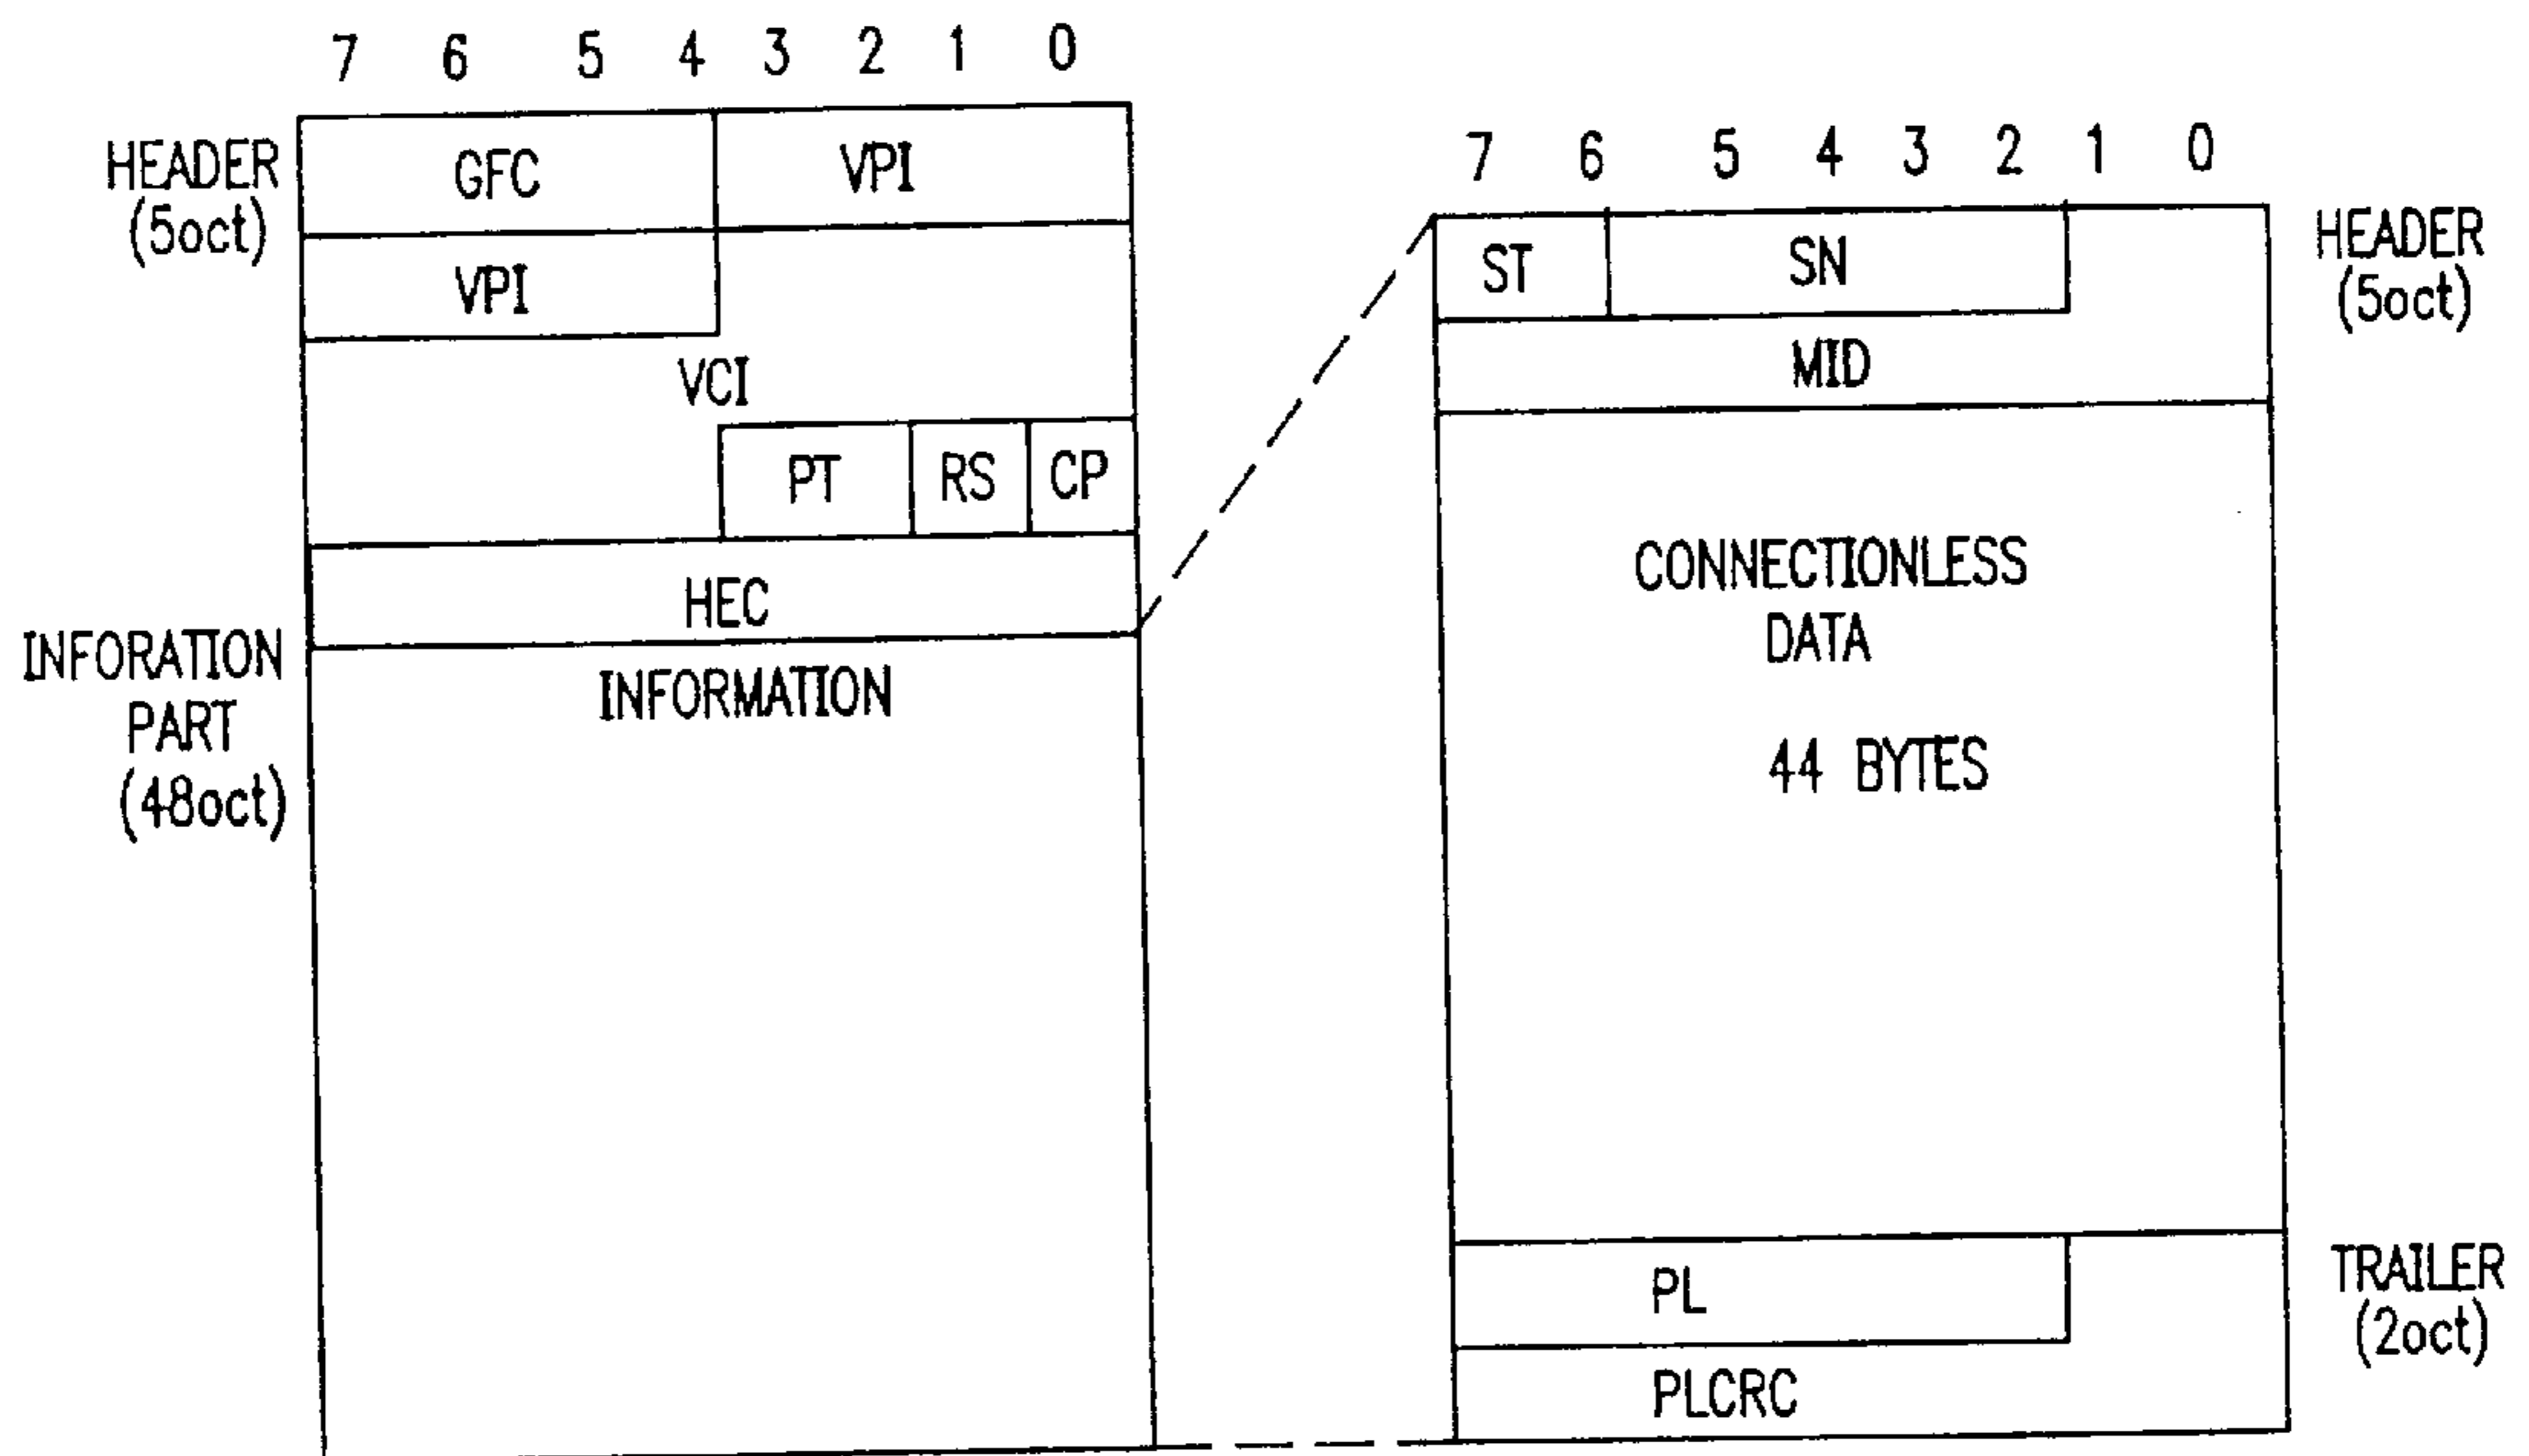 7 6 5 4 3 2 1 0
HEADER
(5oct)
GFC VPI
VPI
VCI
PT RS CP
HEC
INFORATION
PART
(48oct)
INFORMATION
7 6 5 4 3 2 1 0
ST SN
HEADER
(5oct)
MID
CONNECTIONLESS
DATA
44 BYTES
PL
TRAILER
(2oct)
PLCRC